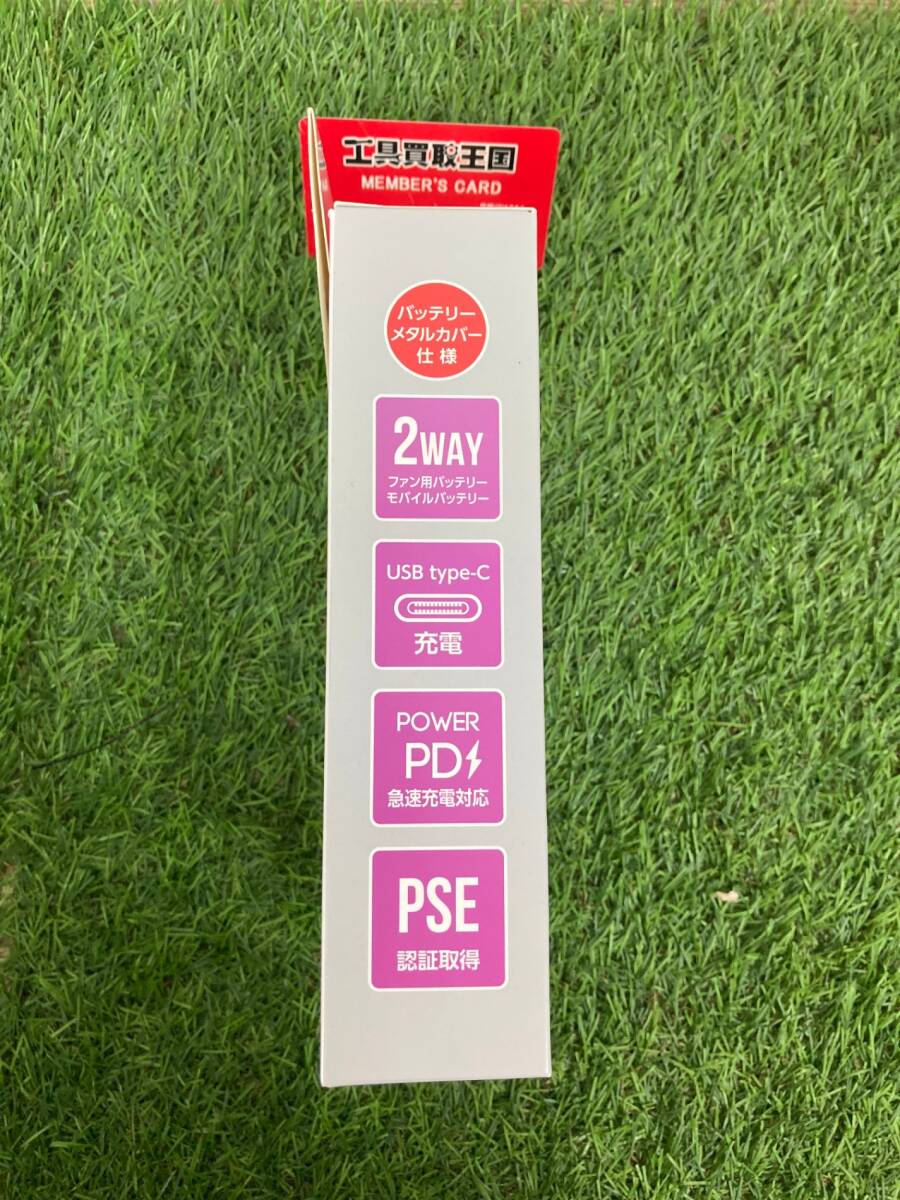 工具買取王国
MEMBER'S CARD
バッテリー
メタルカバー
仕様
2WAY
ファン用バッテリー
モバイルバッテリー
USB type-C
充電
POWER
PD
急速充電対応
PSE
認証取得